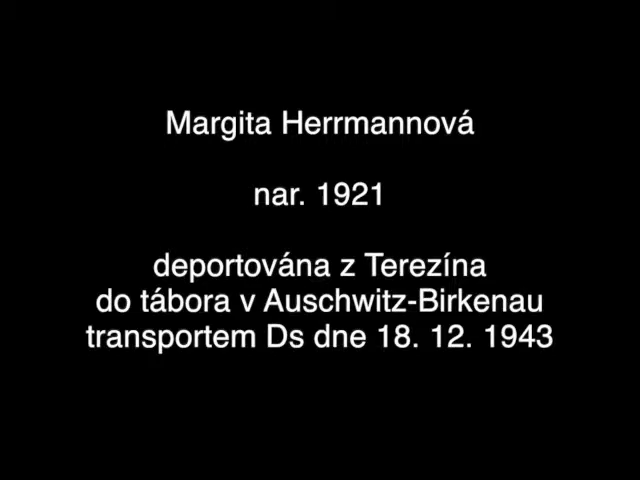 Margita Herrmannová
nar. 1921
deportována z Terezína
do tábora v Auschwitz-Birkenau
transportem Ds dne 18. 12. 1943